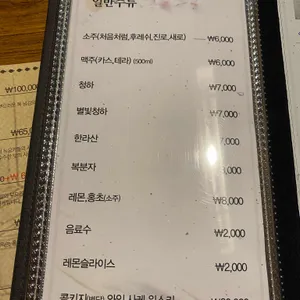 일반주류
소주(처음처럼,후레쉬,진로,새로) ₩6,000
맥주(카스,테라) (500ml) ₩6,000
청하 ₩7,000
별빛청하 ₩7,000
한라산
복분자
레몬,홍초(소주) ₩8,000
음료수 ₩2,000
레몬슬라이스 ₩2,000
₩100,000
₩65,